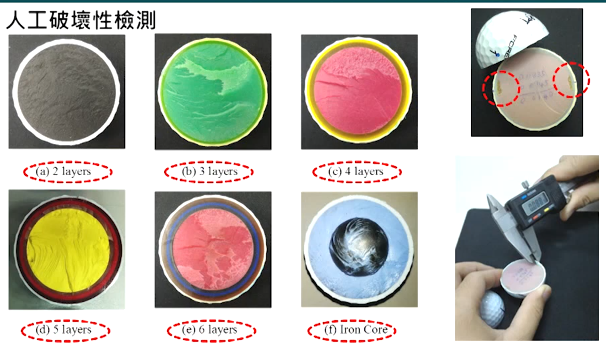 人工破壞性檢測
(a) 2 layers
(b) 3 layers
(c) 4 layers
(d) 5 layers
(e) 6 layers
(f) Iron Core